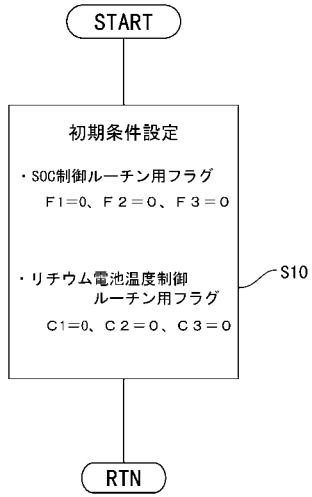 START
初期条件設定
・SOC制御ルーチン用フラグ
F1=0、F2=0、F3=0
・リチウム電池温度制御
ルーチン用フラグ
C1=0、C2=0、C3=0
S10
RTN